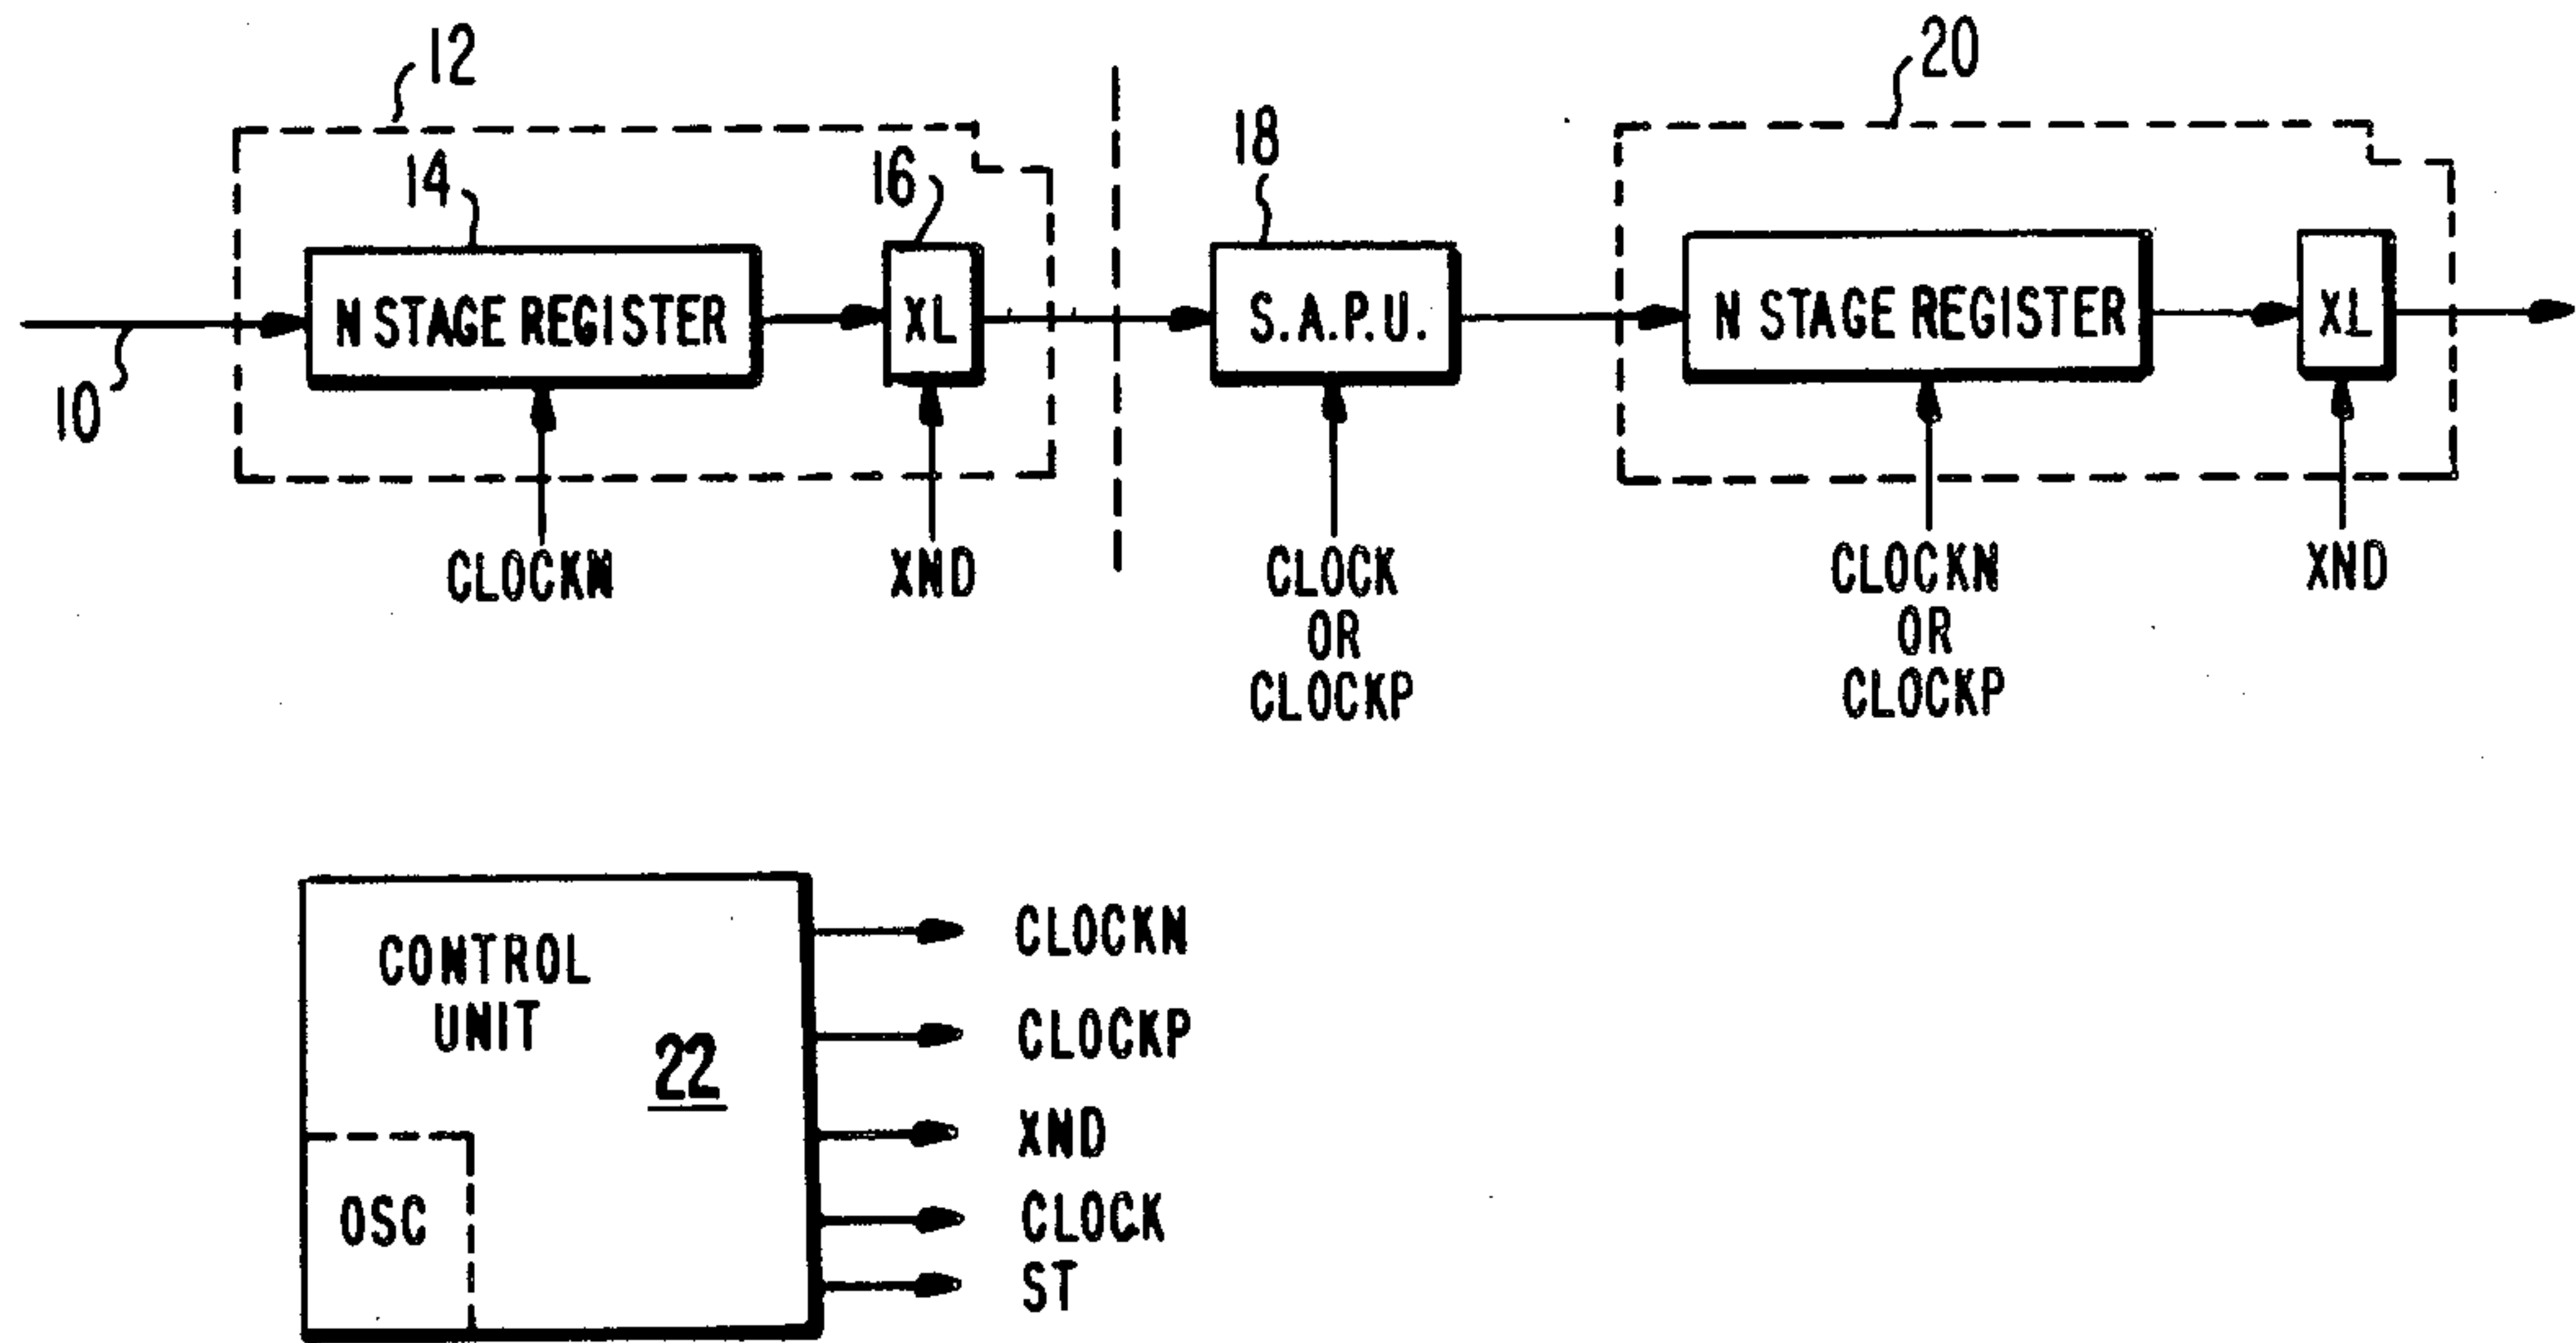 12
20
14
16
18
N STAGE REGISTER
XL
S.A.P.U.
N STAGE REGISTER
XL
10
CLOCKN
XND
CLOCK
OR
CLOCKP
CLOCKN
OR
CLOCKP
XND
CONTROL
UNIT
22
OSC
CLOCKN
CLOCKP
XND
CLOCK
ST